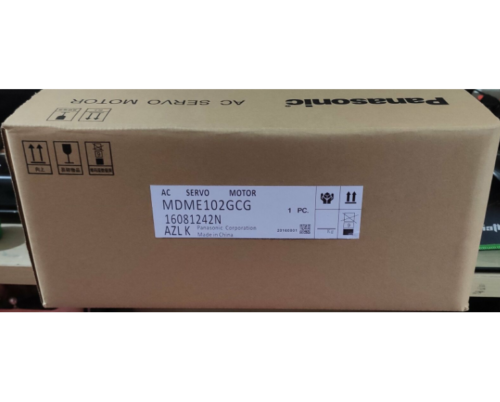 Panasonic
AC SERVO MOTOR
AC SERVO MOTOR
MDME102GCG
1 PC.
16081242N
AZLK Panasonic Corporation
Made in China